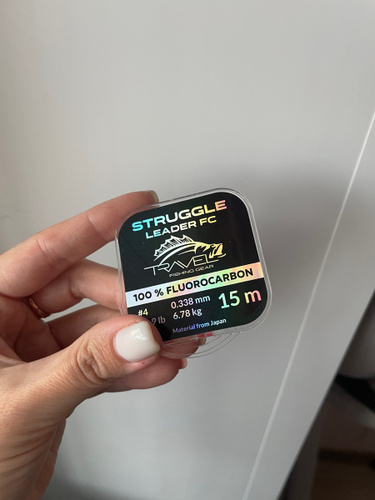 STRUGGLE
LEADER FC
TRAVEL
FISHING GEAR
100 % FLUOROCARBON
#4 0.338 mm 15 m
lb 6.78 kg
Material from Japan